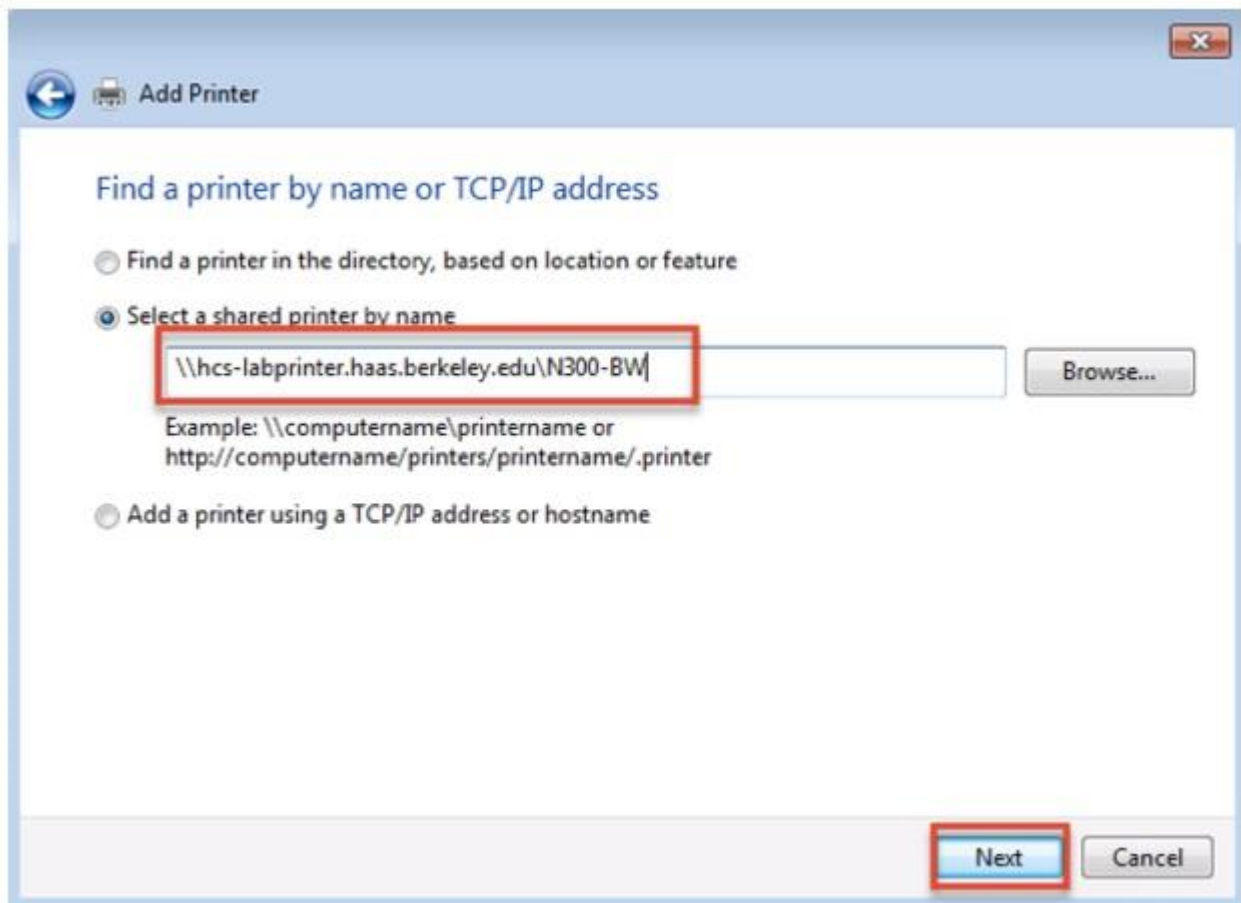 Add Printer
Find a printer by name or TCP/IP address
Find a printer in the directory, based on location or feature
Select a shared printer by name
\\hcs-labprinter.haas.berkeley.edu\N300-BW
Browse...
Example: \\computername\printername or
http://computername/printers/printername/.printer
Add a printer using a TCP/IP address or hostname
Next
Cancel